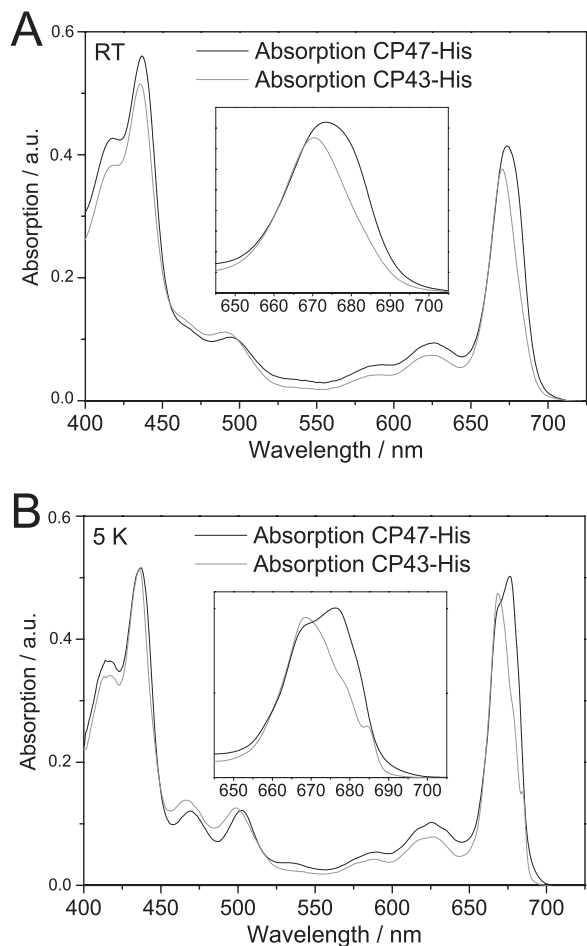 A
RT
Absorption CP47-His
Absorption CP43-His
0.6
0.4
0.2
0.0
Absorption / a.u.
650 660 670 680 690 700
400 450 500 550 600 650 700
Wavelength / nm
B
5 K
Absorption CP47-His
Absorption CP43-His
0.6
0.4
0.2
0.0
Absorption / a.u.
650 660 670 680 690 700
400 450 500 550 600 650 700
Wavelength / nm